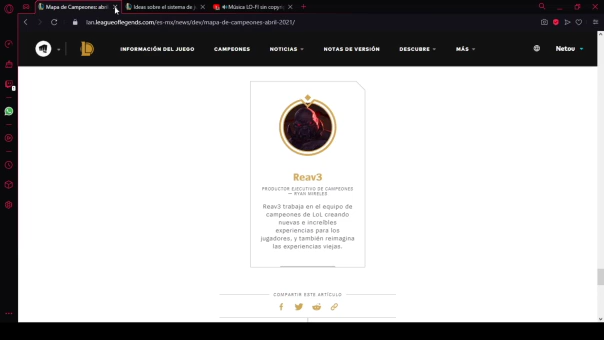 Mapa de Campeones: abril
Ideas sobre el sistema de
Música LO-FI sin copyri
lan.leagueoflegends.com/es-mx/news/dev/mapa-de-campeones-abril-2021/
INFORMACIÓN DEL JUEGO
CAMPEONES
NOTICIAS
NOTAS DE VERSIÓN
DESCUBRE
MÁS
Netou
Reav3
PRODUCTOR EJECUTIVO DE CAMPEONES
— RYAN MIRELES
Reav3 trabaja en el equipo de
campeones de LoL creando
nuevas e increíbles
experiencias para los
jugadores, y también reimagina
las experiencias viejas.
COMPARTIR ESTE ARTÍCULO